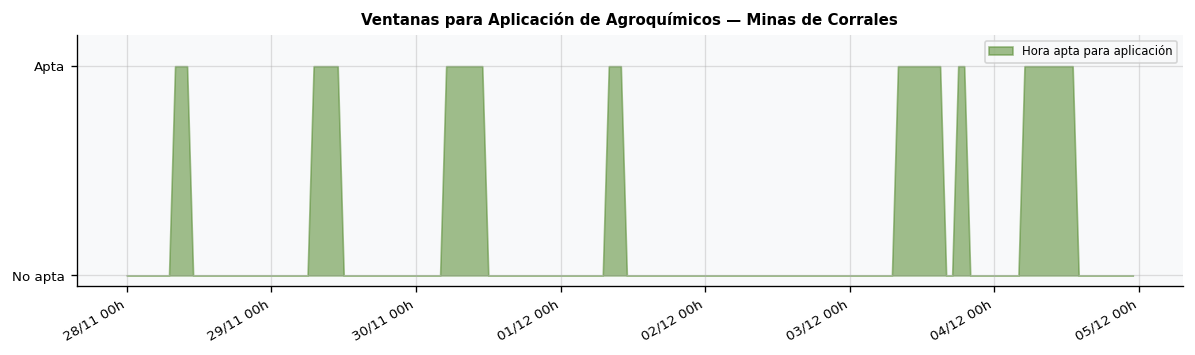 Ventanas para Aplicación de Agroquímicos — Minas de Corrales
Hora apta para aplicación
Apta
No apta
28/11 00h
29/11 00h
30/11 00h
01/12 00h
02/12 00h
03/12 00h
04/12 00h
05/12 00h